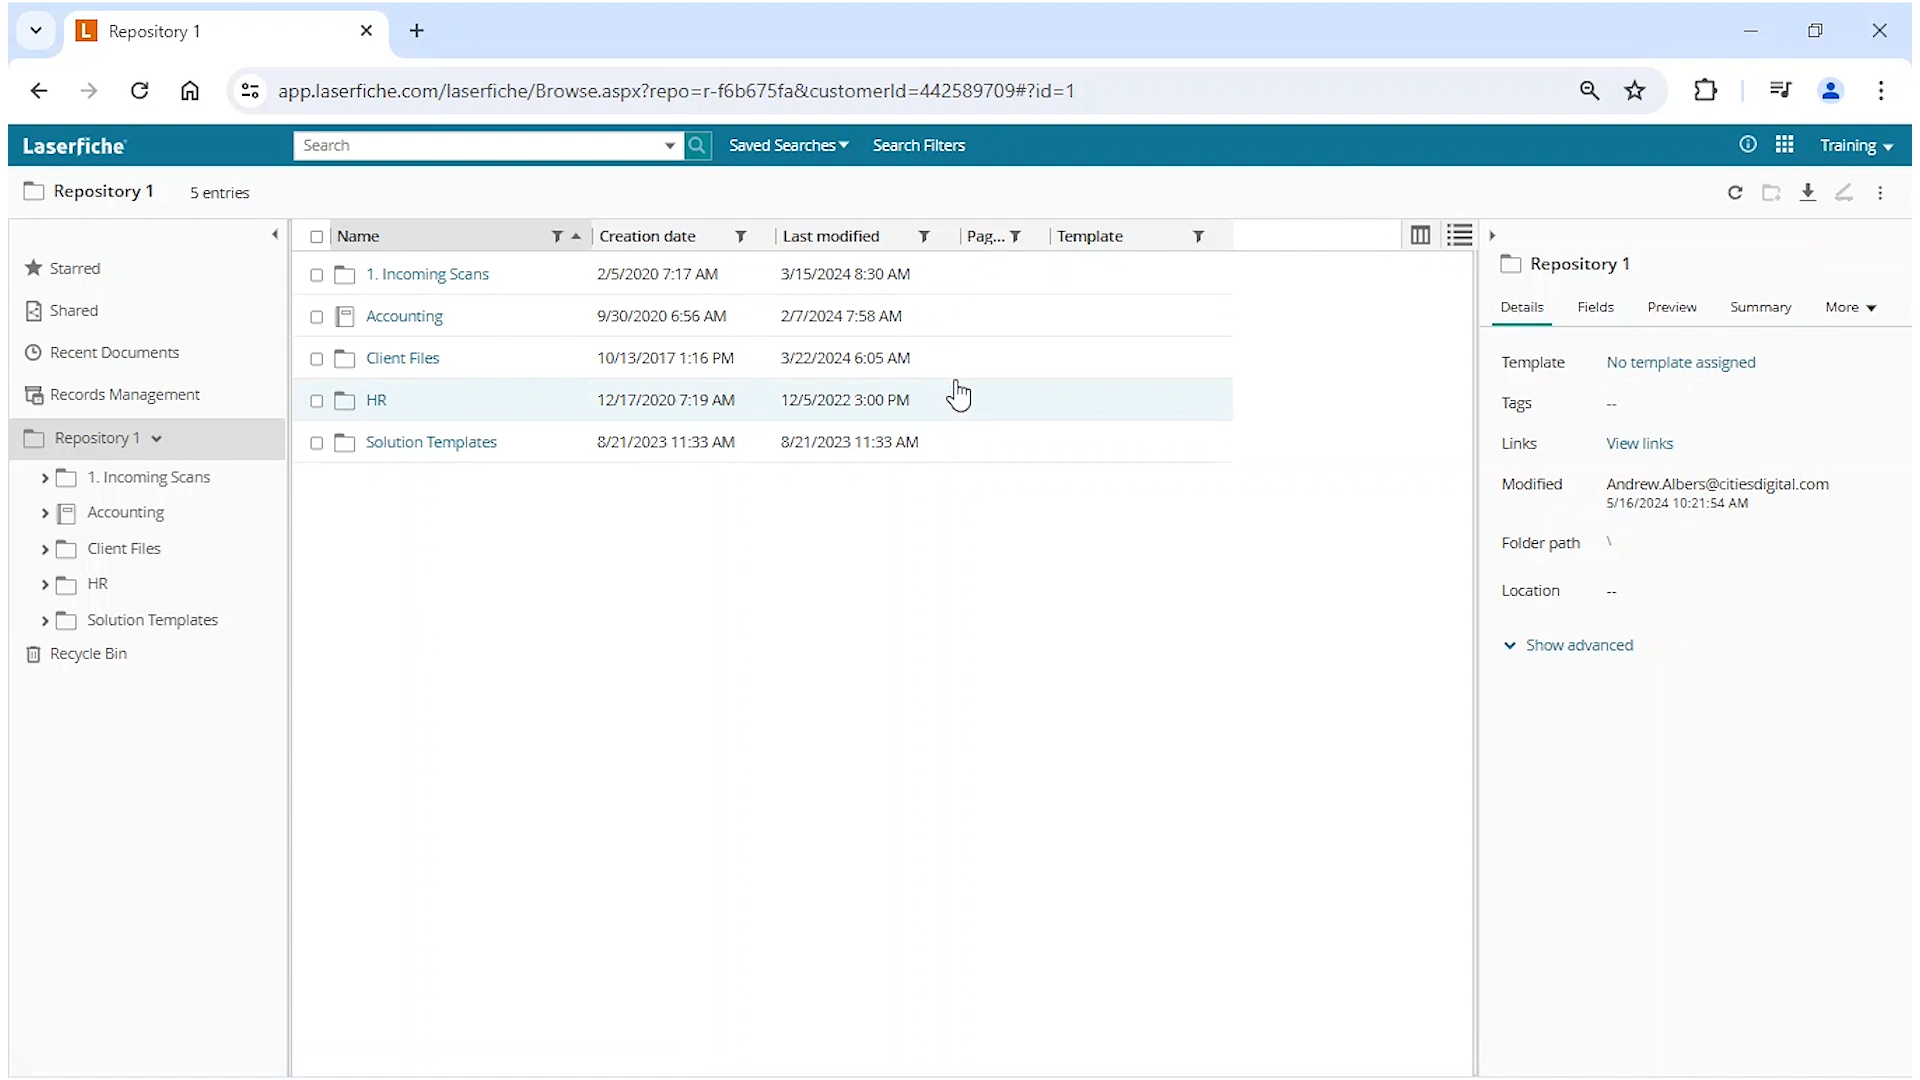 Repository 1
app.laserfiche.com/laserfiche/Browse.aspx?repo=r-f6b675fa&customerId=442589709#?id=1
Laserfiche
Search
Saved Searches
Search Filters
Training
Repository 1 5 entries
Starred
Shared
Recent Documents
Records Management
Repository 1
1. Incoming Scans
Accounting
Client Files
HR
Solution Templates
Recycle Bin
Name Creation date Last modified Pag... Template
1. Incoming Scans 2/5/2020 7:17 AM 3/15/2024 8:30 AM
Accounting 9/30/2020 6:56 AM 2/7/2024 7:58 AM
Client Files 10/13/2017 1:16 PM 3/22/2024 6:05 AM
HR 12/17/2020 7:19 AM 12/5/2022 3:00 PM
Solution Templates 8/21/2023 11:33 AM 8/21/2023 11:33 AM
Repository 1
Details Fields Preview Summary More
Template No template assigned
Tags --
Links View links
Modified Andrew.Albers@citiesdigital.com
5/16/2024 10:21:54 AM
Folder path \
Location --
Show advanced